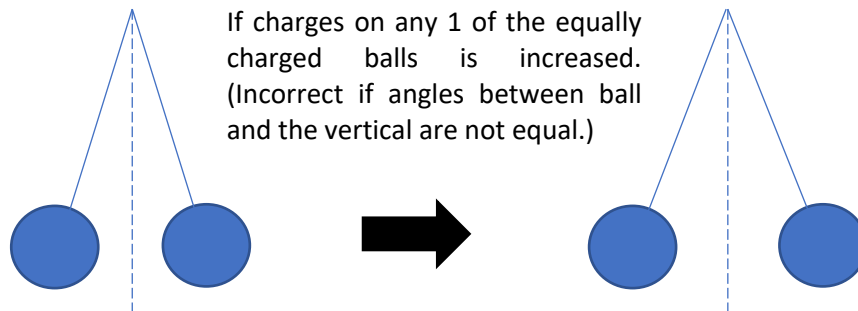 If charges on any 1 of the equally
charged balls is increased.
(Incorrect if angles between ball
and the vertical are not equal.)